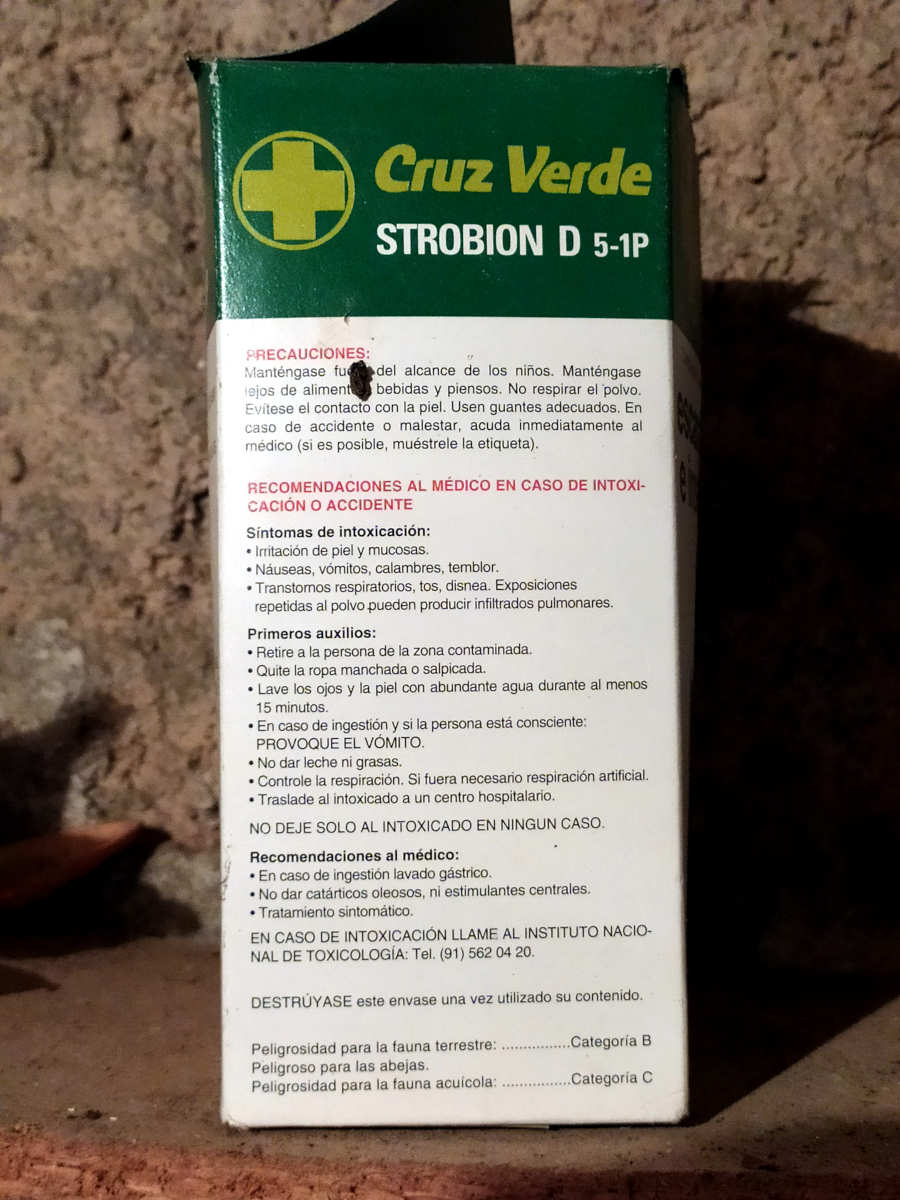 Cruz Verde
STROBION D 5-1P
PRECAUCIONES:
Manténgase del alcance de los niños. Manténgase
lejos de bebidas y piensos. No respirar el polvo.
Evítese el contacto con la piel. Usen guantes adecuados. En
caso de accidente o malestar, acuda inmediatamente al
médico (si es posible, muéstrele la etiqueta).
RECOMENDACIONES AL MÉDICO EN CASO DE INTOXI-
CACIÓN O ACCIDENTE
Síntomas de intoxicación:
• Irritación de piel y mucosas.
• Náuseas, vómitos, calambres, temblor.
• Transtornos respiratorios, tos, disnea. Exposiciones
repetidas al polvo pueden producir infiltrados pulmonares.
Primeros auxilios:
• Retire a la persona de la zona contaminada.
• Quite la ropa manchada o salpicada.
• Lave los ojos y la piel con abundante agua durante al menos
15 minutos.
• En caso de ingestión y si la persona está consciente:
PROVOQUE EL VÓMITO.
• No dar leche ni grasas.
• Controle la respiración. Si fuera necesario respiración artificial.
• Traslade al intoxicado a un centro hospitalario.
NO DEJE SOLO AL INTOXICADO EN NINGUN CASO.
Recomendaciones al médico:
• En caso de ingestión lavado gástrico.
• No dar catárticos oleosos, ni estimulantes centrales.
• Tratamiento sintomático.
EN CASO DE INTOXICACIÓN LLAME AL INSTITUTO NACIO-
NAL DE TOXICOLOGÍA: Tel. (91) 562 04 20.
DESTRÚYASE este envase una vez utilizado su contenido.
Peligrosidad para la fauna terrestre: ................Categoría B
Peligroso para las abejas.
Peligrosidad para la fauna acuícola: ................Categoría C